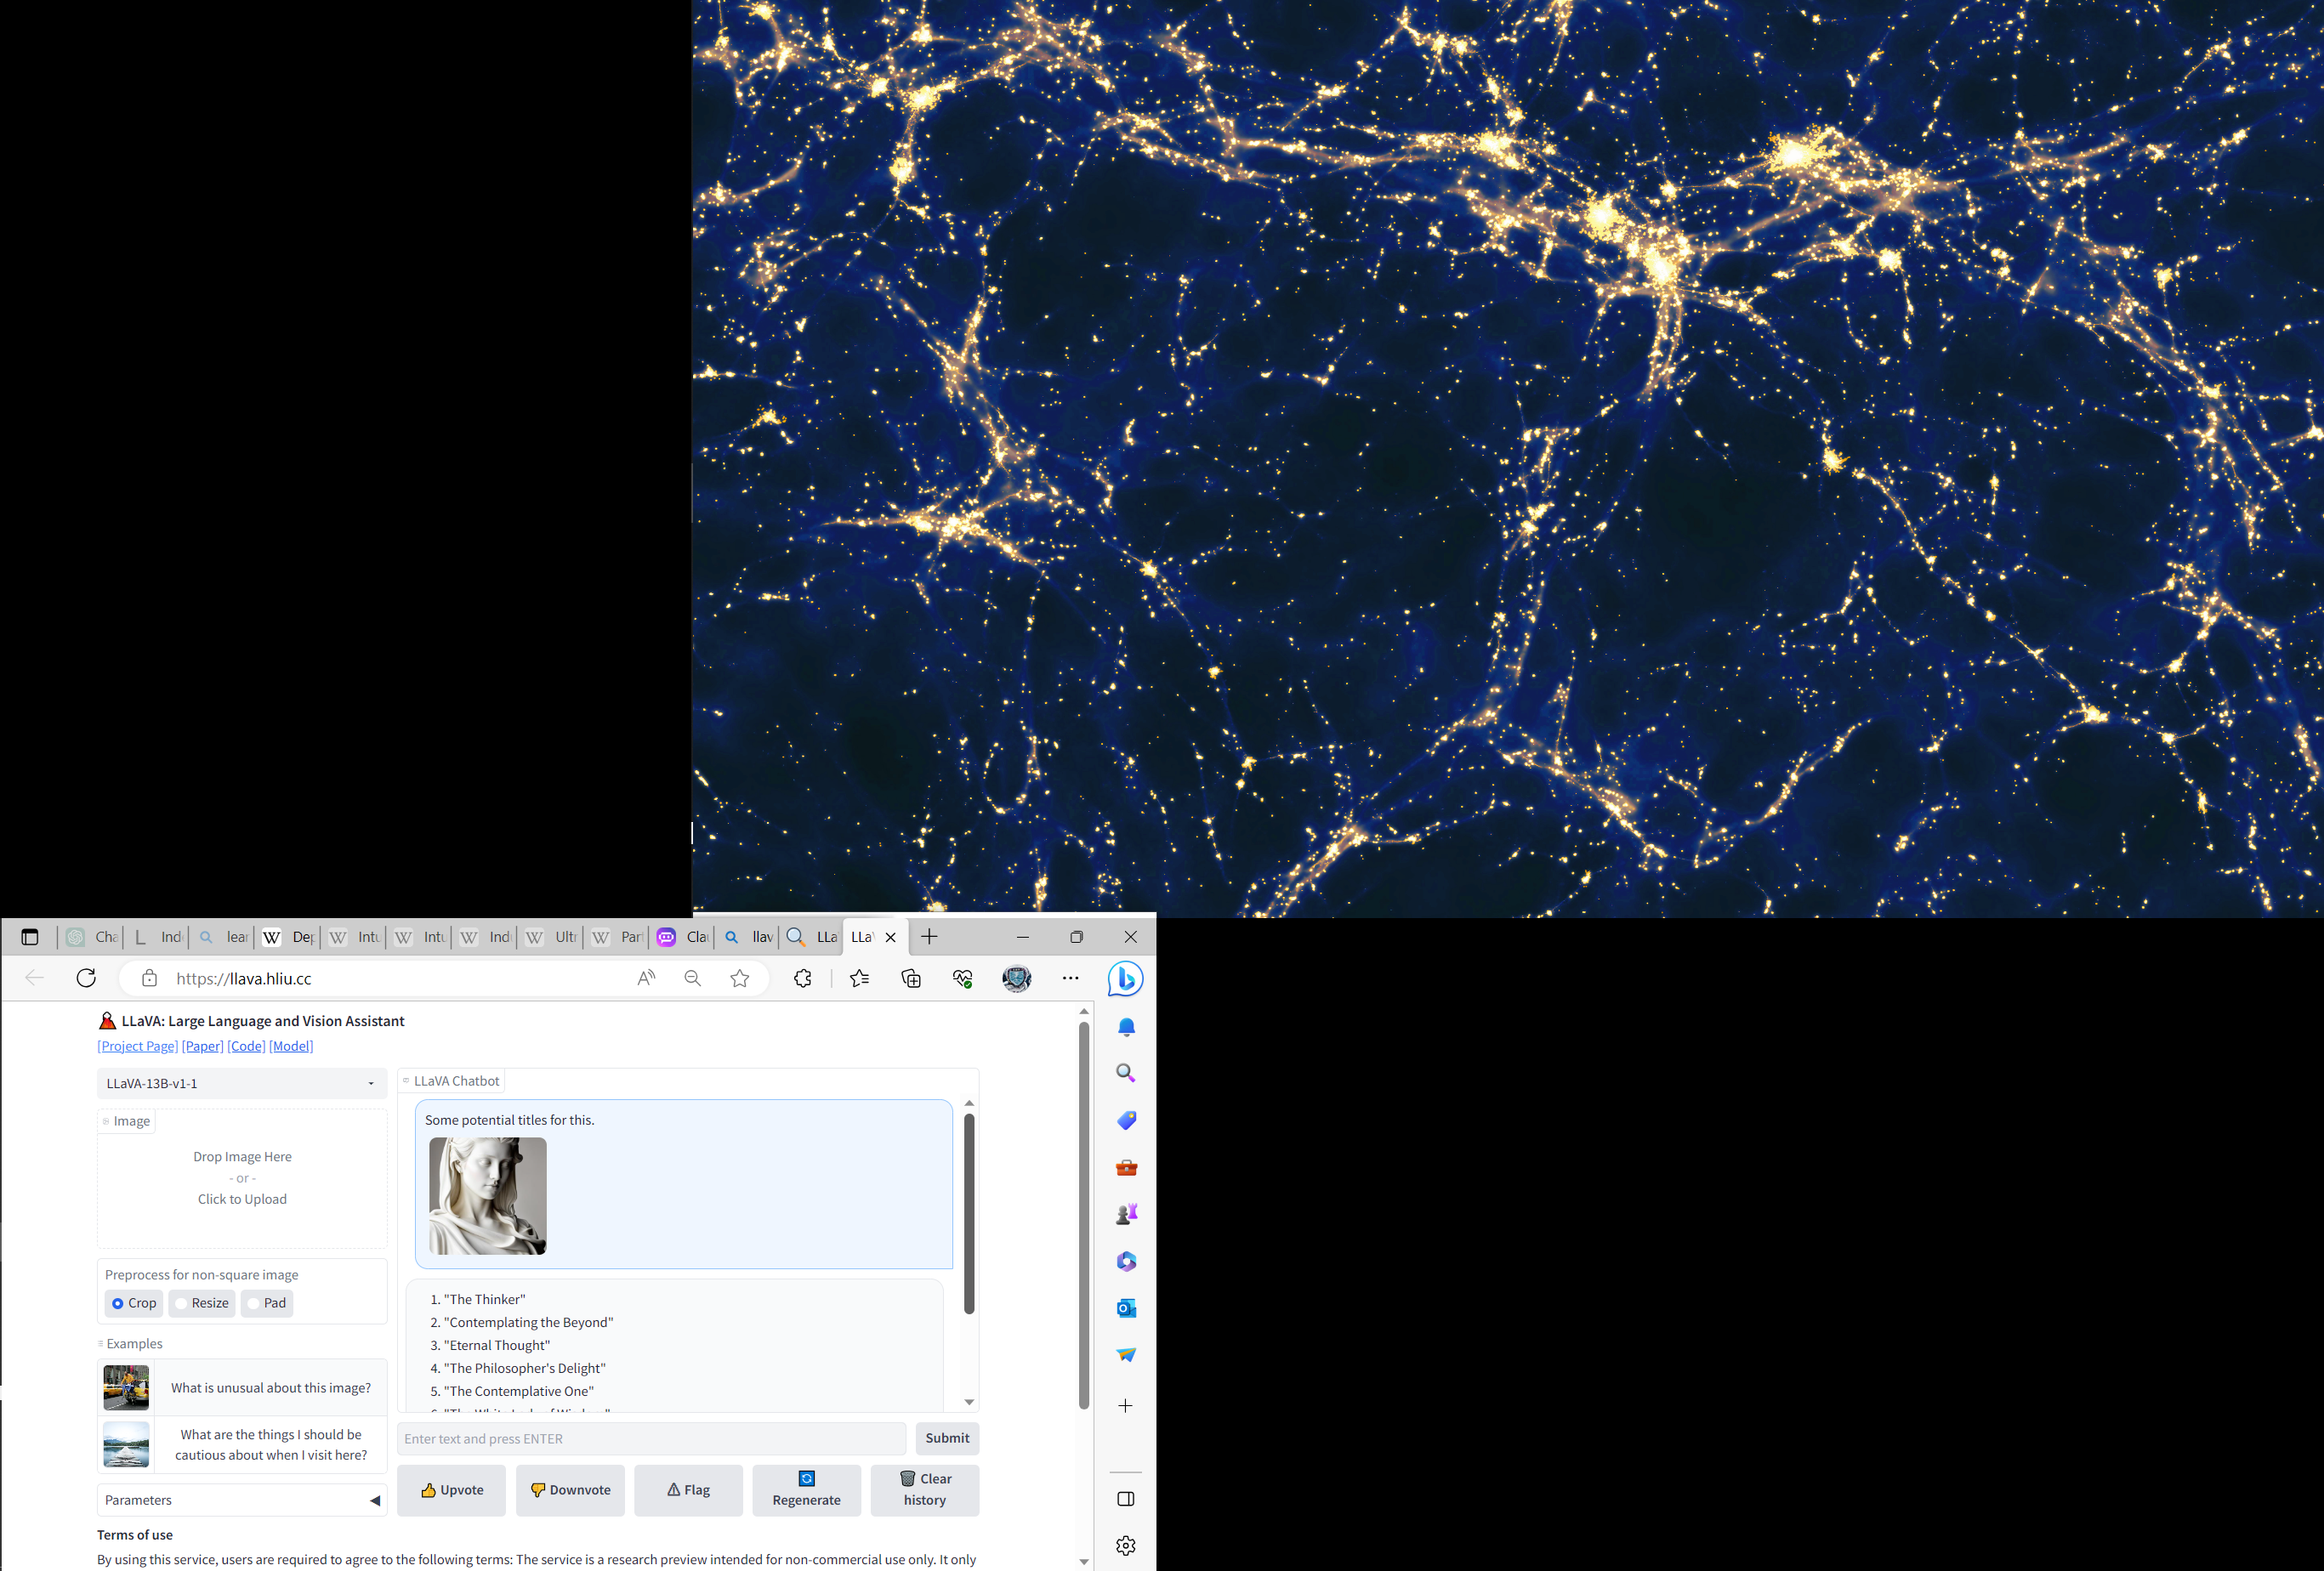 Cha
Ind
lear
Dep
Intu
Intu
Ind
Ultr
Part
Clau
llav
LLa
LLa
https://llava.hliu.cc
LLaVA: Large Language and Vision Assistant
[Project Page] [Paper] [Code] [Model]
LLaVA-13B-v1-1
Image
Drop Image Here
- or -
Click to Upload
Preprocess for non-square image
Crop
Resize
Pad
Examples
What is unusual about this image?
What are the things I should be
cautious about when I visit here?
Parameters
LLaVA Chatbot
Some potential titles for this.
1. "The Thinker"
2. "Contemplating the Beyond"
3. "Eternal Thought"
4. "The Philosopher's Delight"
5. "The Contemplative One"
Enter text and press ENTER
Submit
Upvote
Downvote
Flag
Regenerate
Clear
history
Terms of use
By using this service, users are required to agree to the following terms: The service is a research preview intended for non-commercial use only. It only